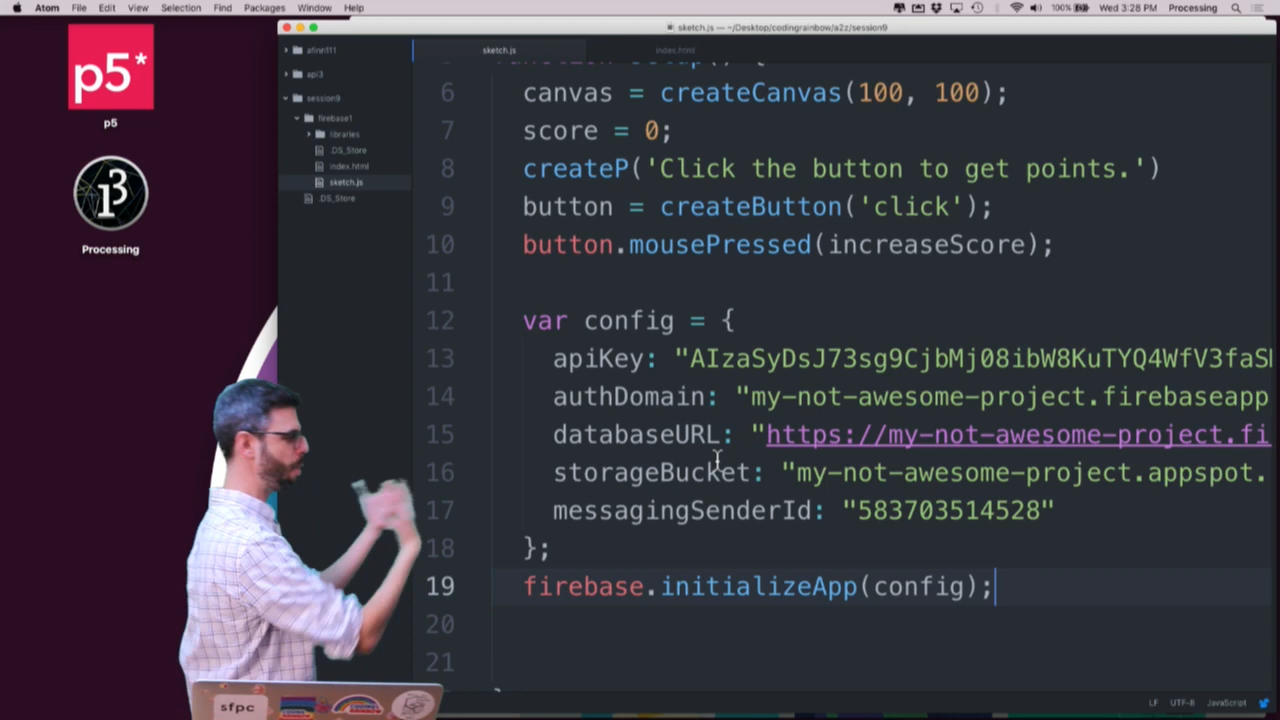 Atom File Edit View Selection Find Packages Window Help 100% Wed 3:28 PM Processing
sketch.js — ~/Desktop/codingrainbow/a2z/session9
afinn111
api3
session9
firebase1
libraries
.DS_Store
index.html
sketch.js
.DS_Store
p5*
p5
Processing
sketch.js index.html
6 canvas = createCanvas(100, 100);
7 score = 0;
8 createP('Click the button to get points.')
9 button = createButton('click');
10 button.mousePressed(increaseScore);
11
12 var config = {
13 apiKey: "AIzaSyDsJ73sg9CjbMj08ibW8KuTYQ4WfV3faS
14 authDomain: "my-not-awesome-project.firebaseapp
15 databaseURL: "https://my-not-awesome-project.fi
16 storageBucket: "my-not-awesome-project.appspot.
17 messagingSenderId: "583703514528"
18 };
19 firebase.initializeApp(config);
20
21
LF UTF-8 JavaScript
sfpc